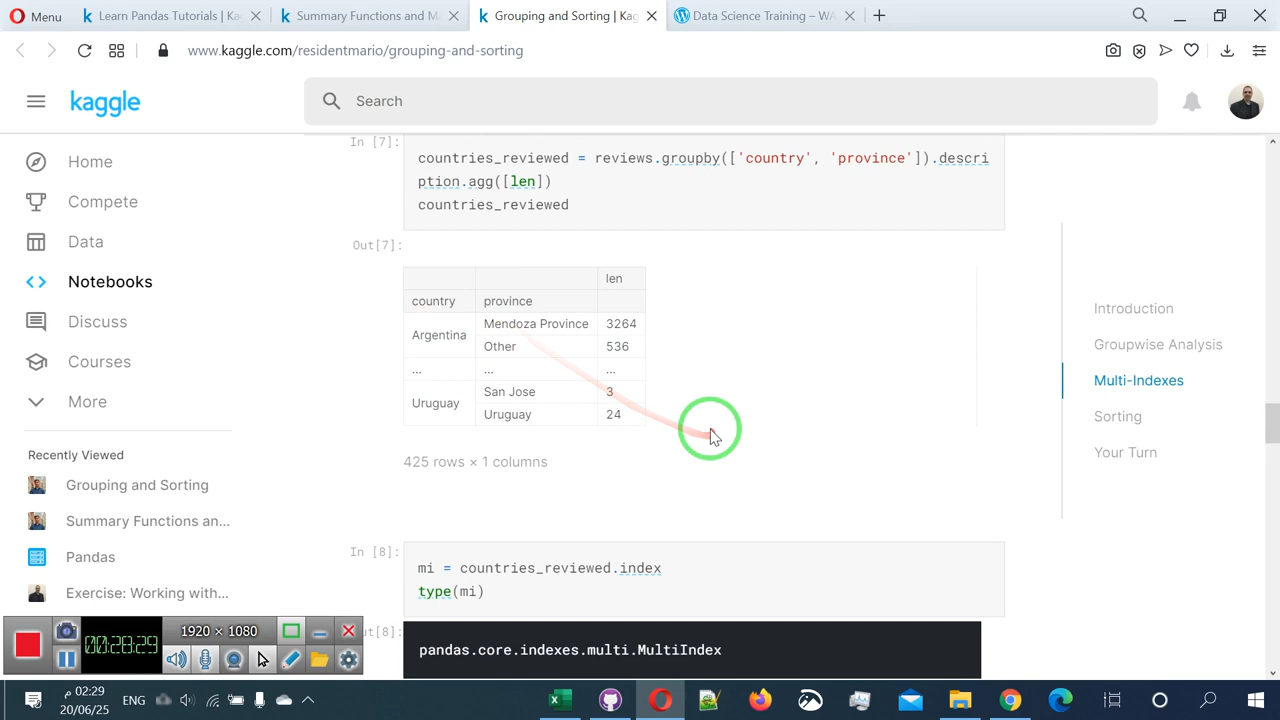 Menu
Learn Pandas Tutorials | Ka
Summary Functions and M
Grouping and Sorting | Kag
Data Science Training – WA
www.kaggle.com/residentmario/grouping-and-sorting
kaggle
Search
Home
Compete
Data
Notebooks
Discuss
Courses
More
Recently Viewed
Grouping and Sorting
Summary Functions an...
Pandas
Exercise: Working with...
In [7]:
countries_reviewed = reviews.groupby(['country', 'province']).descri
ption.agg([len])
countries_reviewed
Out[7]:
len
country province
Argentina Mendoza Province 3264
Other 536
... ... ...
Uruguay San Jose 3
Uruguay 24
425 rows × 1 columns
In [8]:
mi = countries_reviewed.index
type(mi)
ut[8]:
pandas.core.indexes.multi.MultiIndex
Introduction
Groupwise Analysis
Multi-Indexes
Sorting
Your Turn
00:28:29
1920 × 1080
02:29
20/06/25
ENG